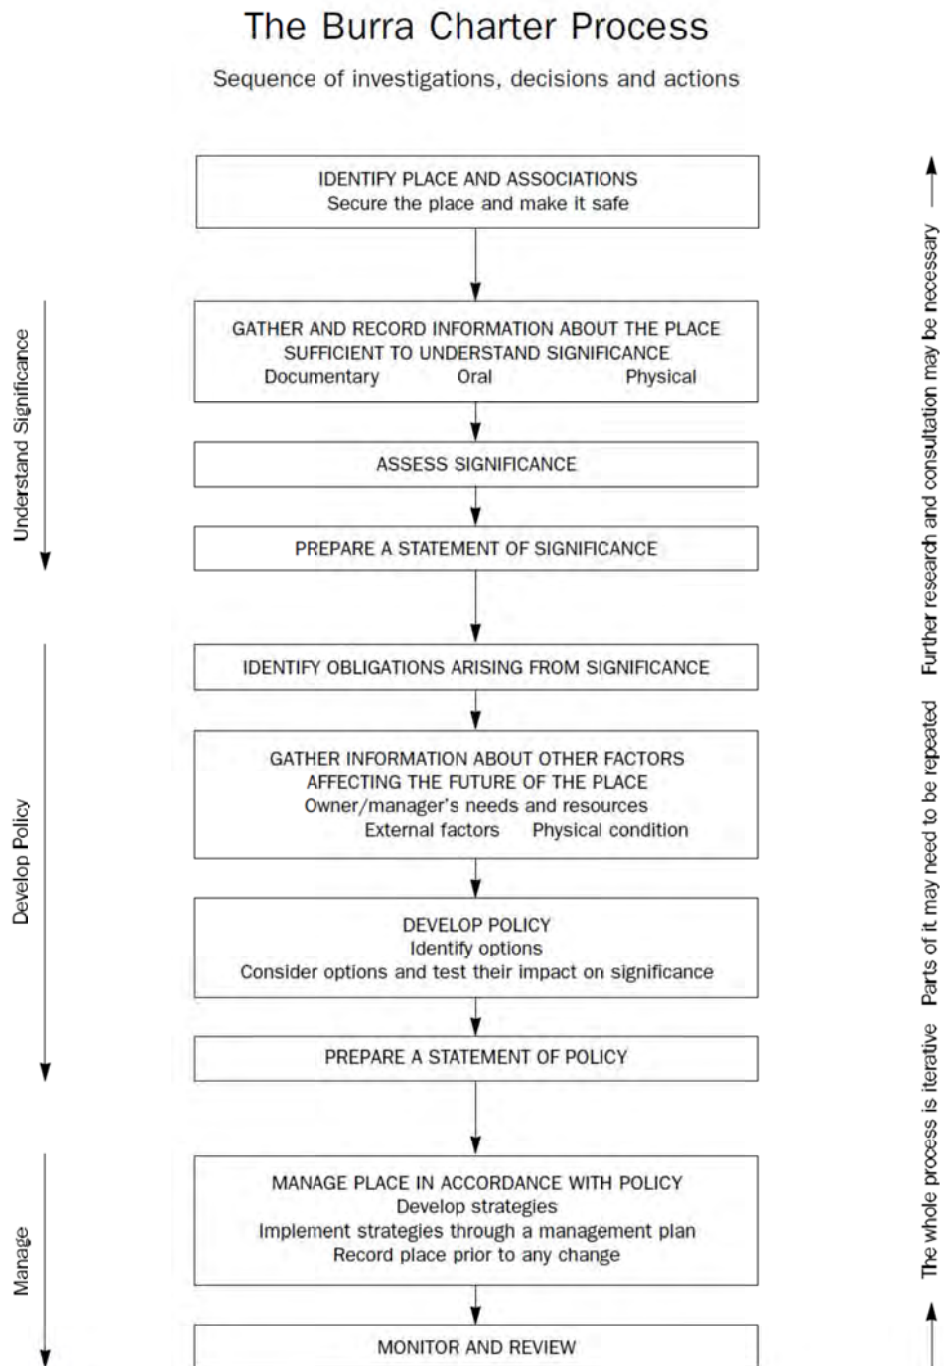 The Burra Charter Process
Sequence of investigations, decisions and actions
IDENTIFY PLACE AND ASSOCIATIONS
Secure the place and make it safe
Understand Significance
GATHER AND RECORD INFORMATION ABOUT THE PLACE
SUFFICIENT TO UNDERSTAND SIGNIFICANCE
Documentary Oral Physical
ASSESS SIGNIFICANCE
PREPARE A STATEMENT OF SIGNIFICANCE
Develop Policy
IDENTIFY OBLIGATIONS ARISING FROM SIGNIFICANCE
GATHER INFORMATION ABOUT OTHER FACTORS
AFFECTING THE FUTURE OF THE PLACE
Owner/manager's needs and resources
External factors Physical condition
DEVELOP POLICY
Identify options
Consider options and test their impact on significance
PREPARE A STATEMENT OF POLICY
Manage
MANAGE PLACE IN ACCORDANCE WITH POLICY
Develop strategies
Implement strategies through a management plan
Record place prior to any change
MONITOR AND REVIEW
The whole process is iterative Parts of it may need to be repeated Further research and consultation may be necessary